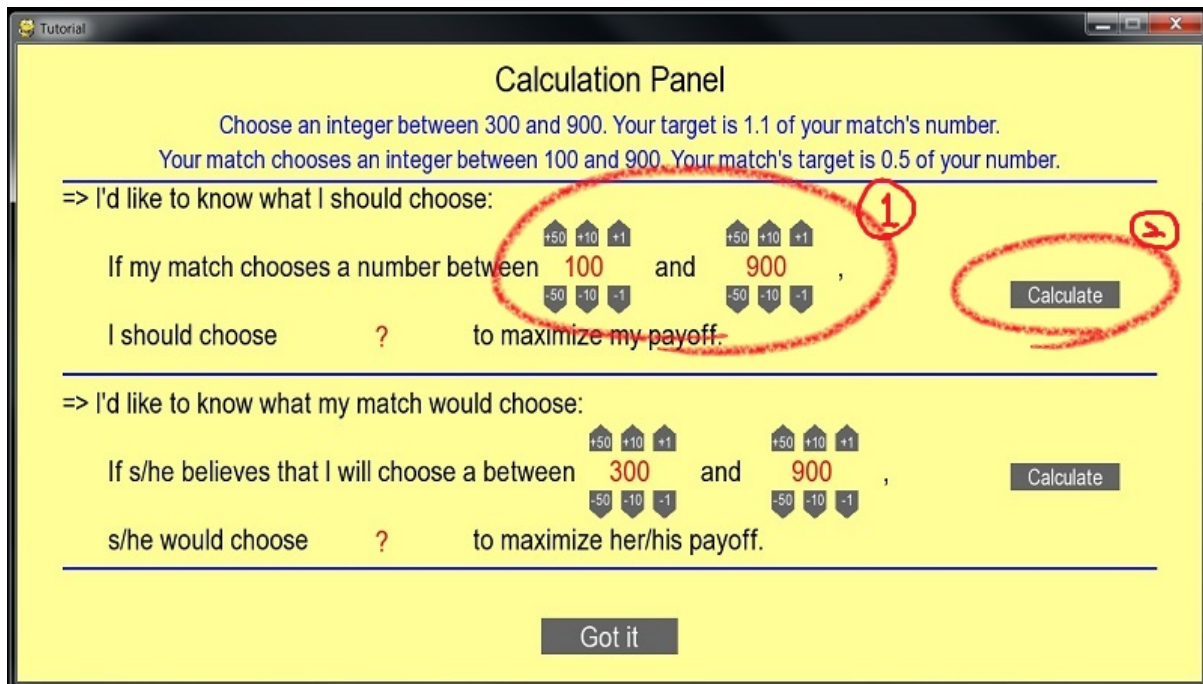 Tutorial
Calculation Panel
Choose an integer between 300 and 900. Your target is 1.1 of your match's number.
Your match chooses an integer between 100 and 900. Your match's target is 0.5 of your number.
=> I'd like to know what I should choose:
1
2
+50 +10 +1 +50 +10 +1
If my match chooses a number between 100 and 900 ,
-50 -10 -1 -50 -10 -1
Calculate
I should choose ? to maximize my payoff.
=> I'd like to know what my match would choose:
+50 +10 +1 +50 +10 +1
If s/he believes that I will choose a between 300 and 900 , Calculate
-50 -10 -1 -50 -10 -1
s/he would choose ? to maximize her/his payoff.
Got it